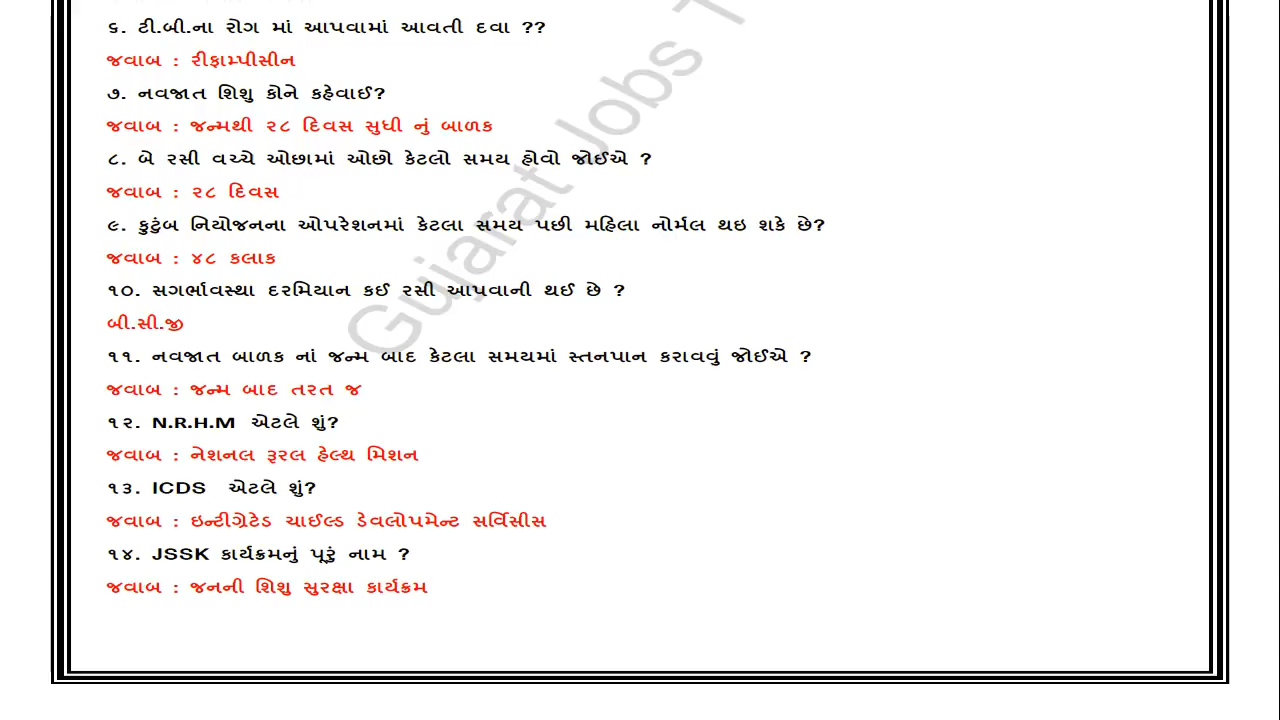 ૬. ટી.બી.ના રોગ માં આપવામાં આવતી દવા ??
જવાબ : રીફામ્પીસીન
૭. નવજાત શિશુ કોને કહેવાઈ?
જવાબ : જન્મથી ૨૮ દિવસ સુધી નું બાળક
૮. બે રસી વચ્ચે ઓછામાં ઓછો કેટલો સમય હોવો જોઈએ ?
જવાબ : ૨૮ દિવસ
૯. કુટુંબ નિયોજનના ઓપરેશનમાં કેટલા સમય પછી મહિલા નોર્મલ થઇ શકે છે?
જવાબ : ૪૮ કલાક
૧૦. સગર્ભાવસ્થા દરમિયાન કઈ રસી આપવાની થઈ છે ?
બી.સી.જી
૧૧. નવજાત બાળક નાં જન્મ બાદ કેટલા સમયમાં સ્તનપાન કરાવવું જોઈએ ?
જવાબ : જન્મ બાદ તરત જ
૧૨. N.R.H.M એટલે શું?
જવાબ : નેશનલ રૂરલ હેલ્થ મિશન
૧૩. ICDS એટલે શું?
જવાબ : ઇન્ટીગ્રેટેડ ચાઈલ્ડ ડેવલોપમેન્ટ સર્વિસીસ
૧૪. JSSK કાર્યક્રમનું પૂરું નામ ?
જવાબ : જનની શિશુ સુરક્ષા કાર્યક્રમ
Gujarat Jobs T